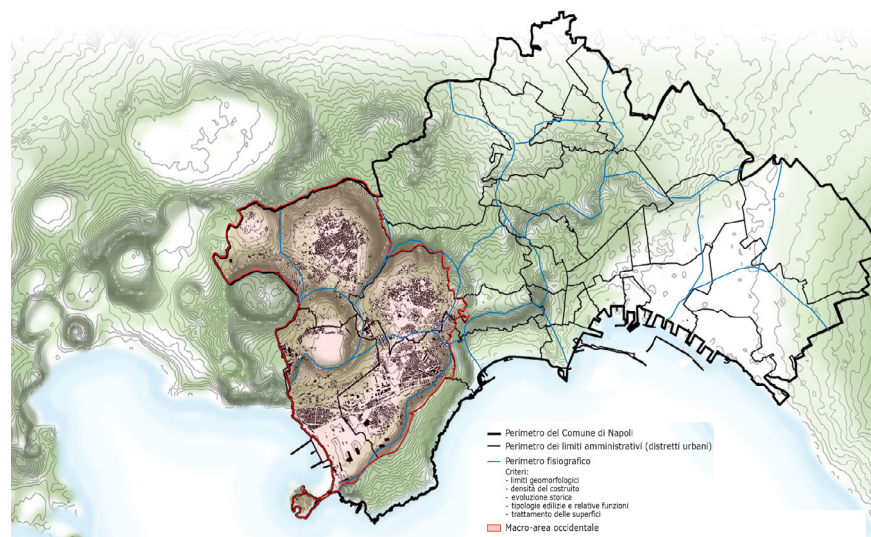 Perimetro del Comune di Napoli
Perimetro dei limiti amministrativi (distretti urbani)
Perimetro fisiografico
Criteri:
- limiti geomorfologici
- densità del costruito
- evoluzione storica
- tipologie edilizie e relative funzioni
- trattamento delle superfici
Macro-area occidentale